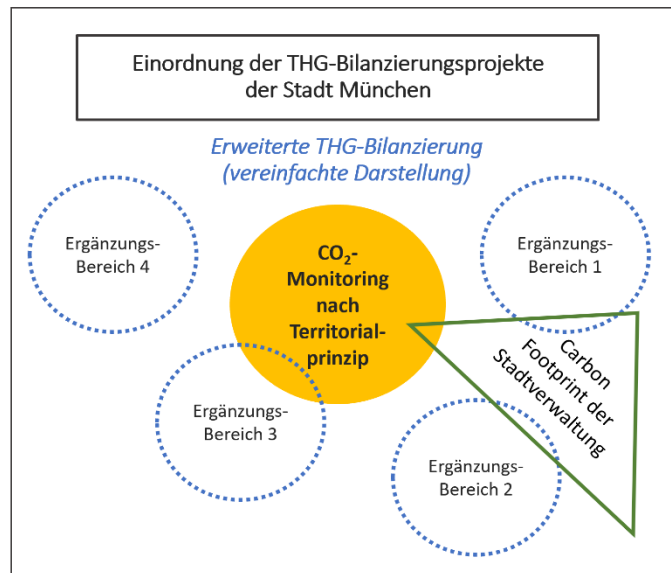 Einordnung der THG-Bilanzierungsprojekte
der Stadt München
Erweiterte THG-Bilanzierung
(vereinfachte Darstellung)
Ergänzungs-
Bereich 4
CO₂-
Monitoring
nach
Territorial-
prinzip
Ergänzungs-
Bereich 1
Carbon
Footprint der
Stadtverwaltung
Ergänzungs-
Bereich 3
Ergänzungs-
Bereich 2